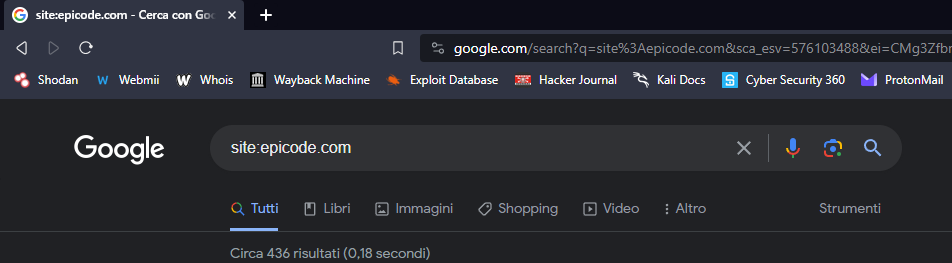 site:epicode.com - Cerca con Goo
google.com/search?q=site%3Aepicode.com&sca_esv=576103488&ei=CMg3Zfbr
Shodan Webmii Whois Wayback Machine Exploit Database Hacker Journal Kali Docs Cyber Security 360 ProtonMail
Google site:epicode.com
Tutti Libri Immagini Shopping Video Altro Strumenti
Circa 436 risultati (0,18 secondi)